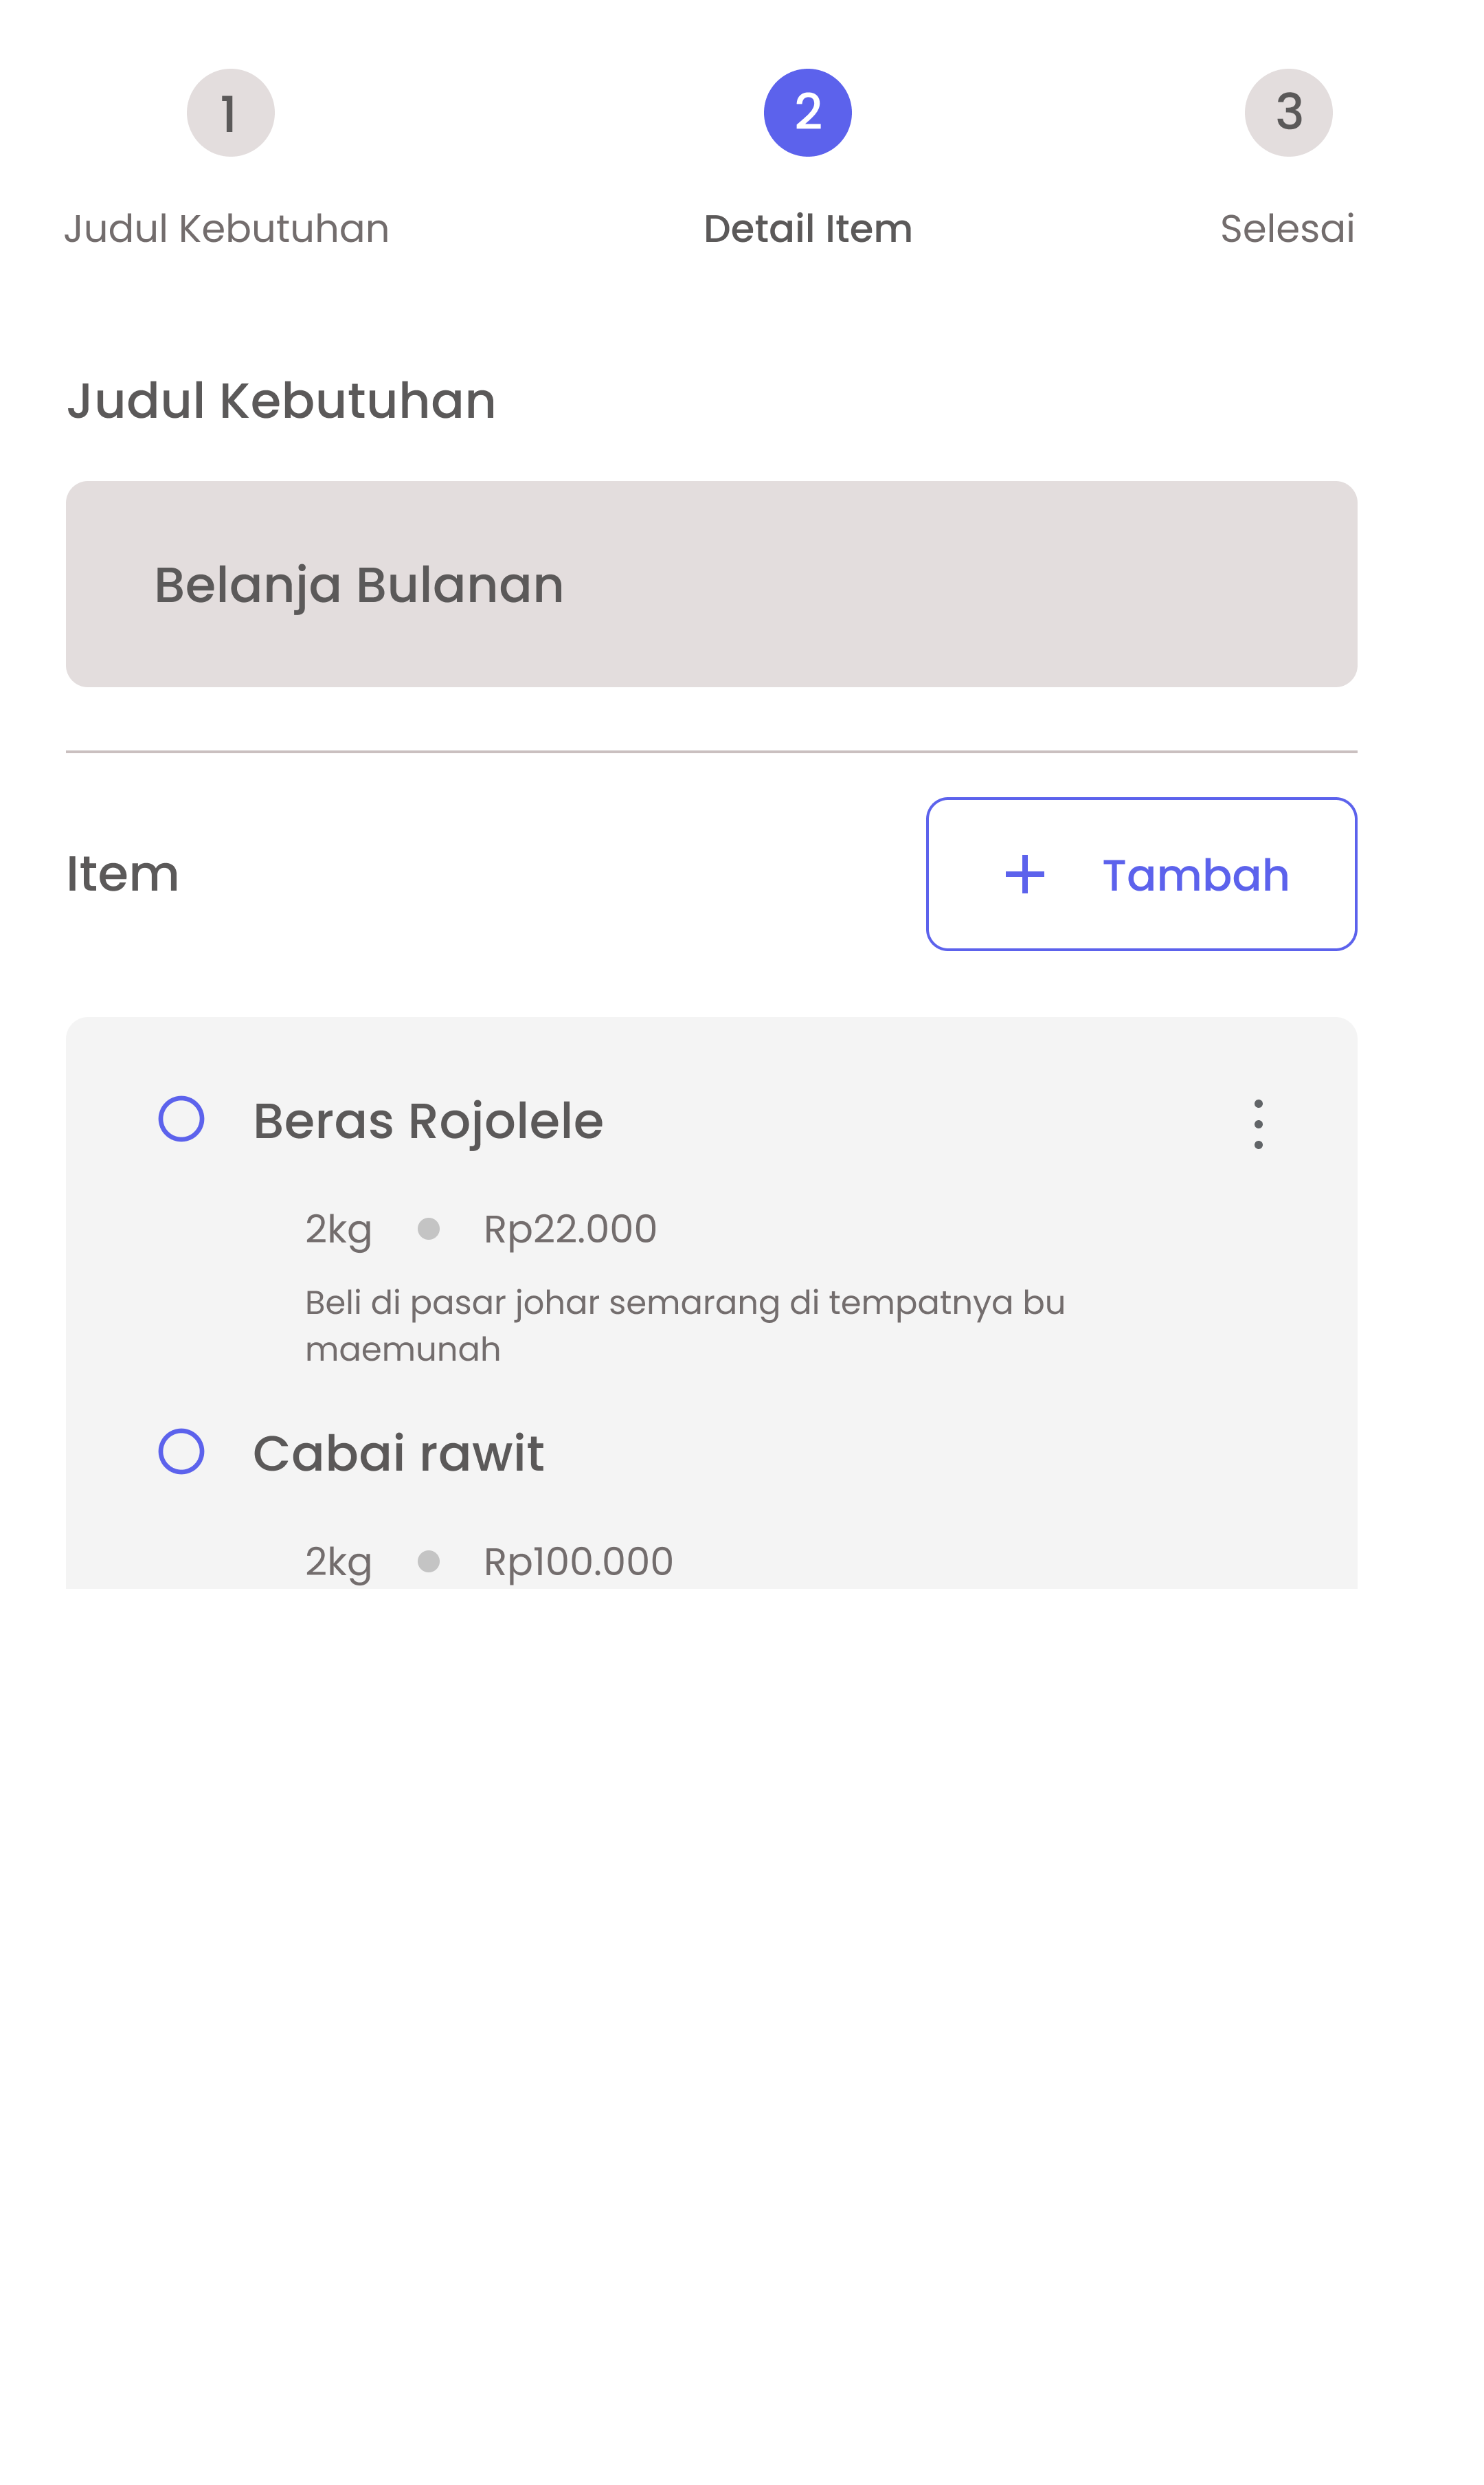 1
2
3
Judul Kebutuhan
Detail Item
Selesai
Judul Kebutuhan
Belanja Bulanan
Item
+ Tambah
Beras Rojolele
2kg
Rp22.000
Beli di pasar johar semarang di tempatnya bu
maemunah
Cabai rawit
2kg
Rp100.000